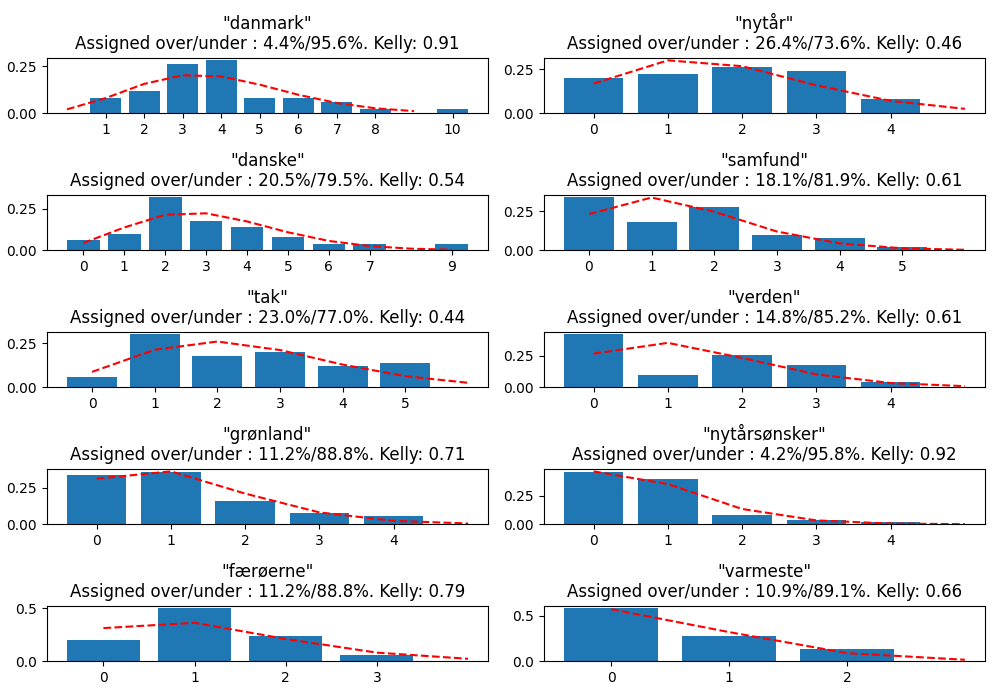 "danmark"
Assigned over/under : 4.4%/95.6%. Kelly: 0.91
0.25
0.00
1 2 3 4 5 6 7 8 10
"nytår"
Assigned over/under : 26.4%/73.6%. Kelly: 0.46
0.25
0.00
0 1 2 3 4
"danske"
Assigned over/under : 20.5%/79.5%. Kelly: 0.54
0.25
0.00
0 1 2 3 4 5 6 7 9
"samfund"
Assigned over/under : 18.1%/81.9%. Kelly: 0.61
0.25
0.00
0 1 2 3 4 5
"tak"
Assigned over/under : 23.0%/77.0%. Kelly: 0.44
0.25
0.00
0 1 2 3 4 5
"verden"
Assigned over/under : 14.8%/85.2%. Kelly: 0.61
0.25
0.00
0 1 2 3 4
"grønland"
Assigned over/under : 11.2%/88.8%. Kelly: 0.71
0.25
0.00
0 1 2 3 4
"nytårsønsker"
Assigned over/under : 4.2%/95.8%. Kelly: 0.92
0.25
0.00
0 1 2 3 4
"færøerne"
Assigned over/under : 11.2%/88.8%. Kelly: 0.79
0.5
0.0
0 1 2 3
"varmeste"
Assigned over/under : 10.9%/89.1%. Kelly: 0.66
0.5
0.0
0 1 2